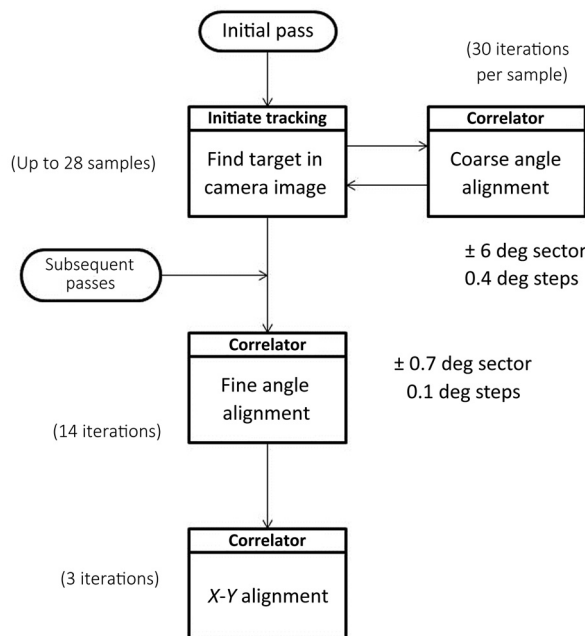 Initial pass
(30 iterations
per sample)
Initiate tracking
Find target in
camera image
(Up to 28 samples)
Correlator
Coarse angle
alignment
± 6 deg sector
0.4 deg steps
Subsequent
passes
Correlator
Fine angle
alignment
± 0.7 deg sector
0.1 deg steps
(14 iterations)
Correlator
X-Y alignment
(3 iterations)